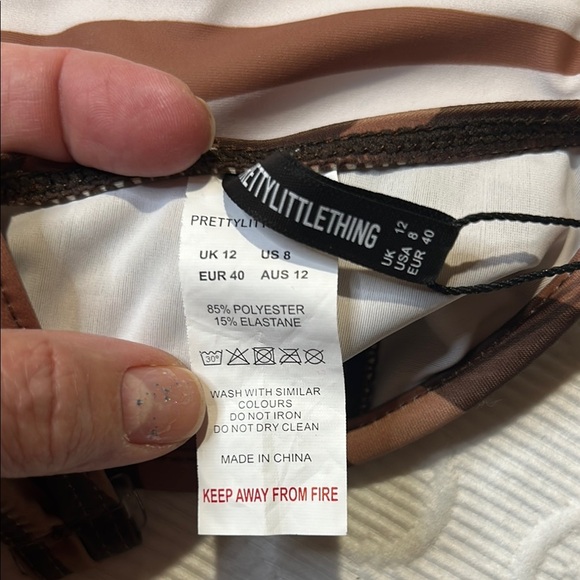 PRETTYLITTLETHING
UK 12
USA 8
EUR 40
UK 12 US 8
EUR 40 AUS 12
85% POLYESTER
15% ELASTANE
30°
WASH WITH SIMILAR
COLOURS
DO NOT IRON
DO NOT DRY CLEAN
MADE IN CHINA
KEEP AWAY FROM FIRE